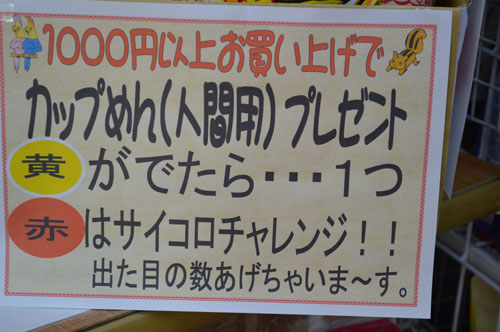 1000円以上お買い上げで
カップめん(人間用)プレゼント
黄がでたら･･･1つ
赤はサイコロチャレンジ!!
出た目の数あげちゃいま～す。